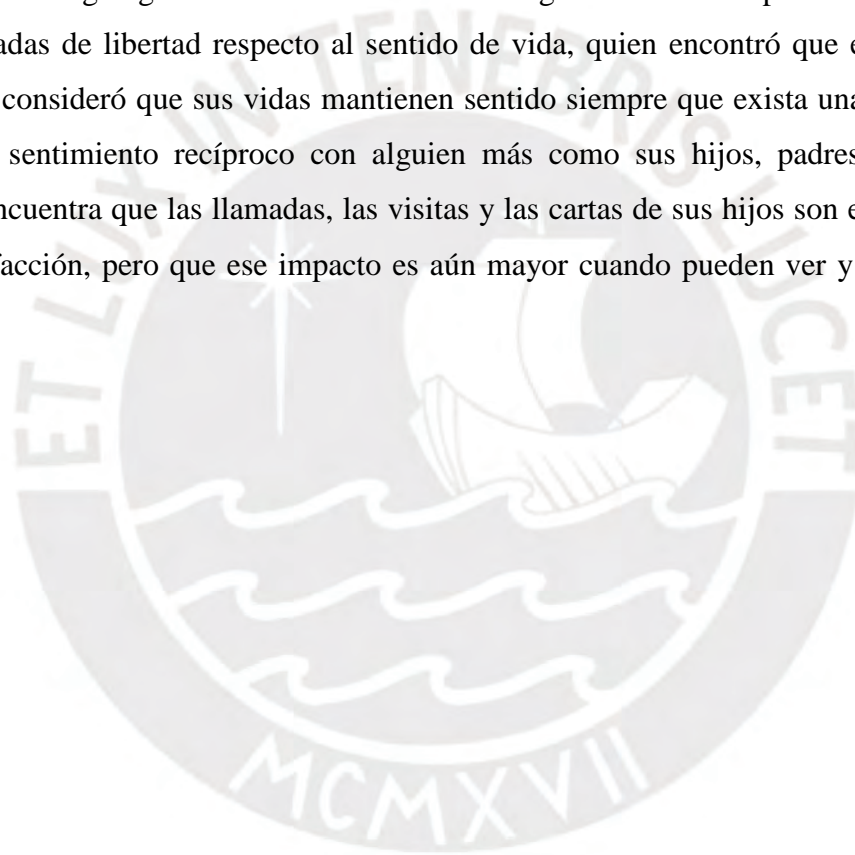 adas de libertad respecto al sentido de vida, quien encontró que e
consideró que sus vidas mantienen sentido siempre que exista una
sentimiento recíproco con alguien más como sus hijos, padres
ncuentra que las llamadas, las visitas y las cartas de sus hijos son e
facción, pero que ese impacto es aún mayor cuando pueden ver y
ET LUX IN TENEBRIS LUCET
MCMXVII